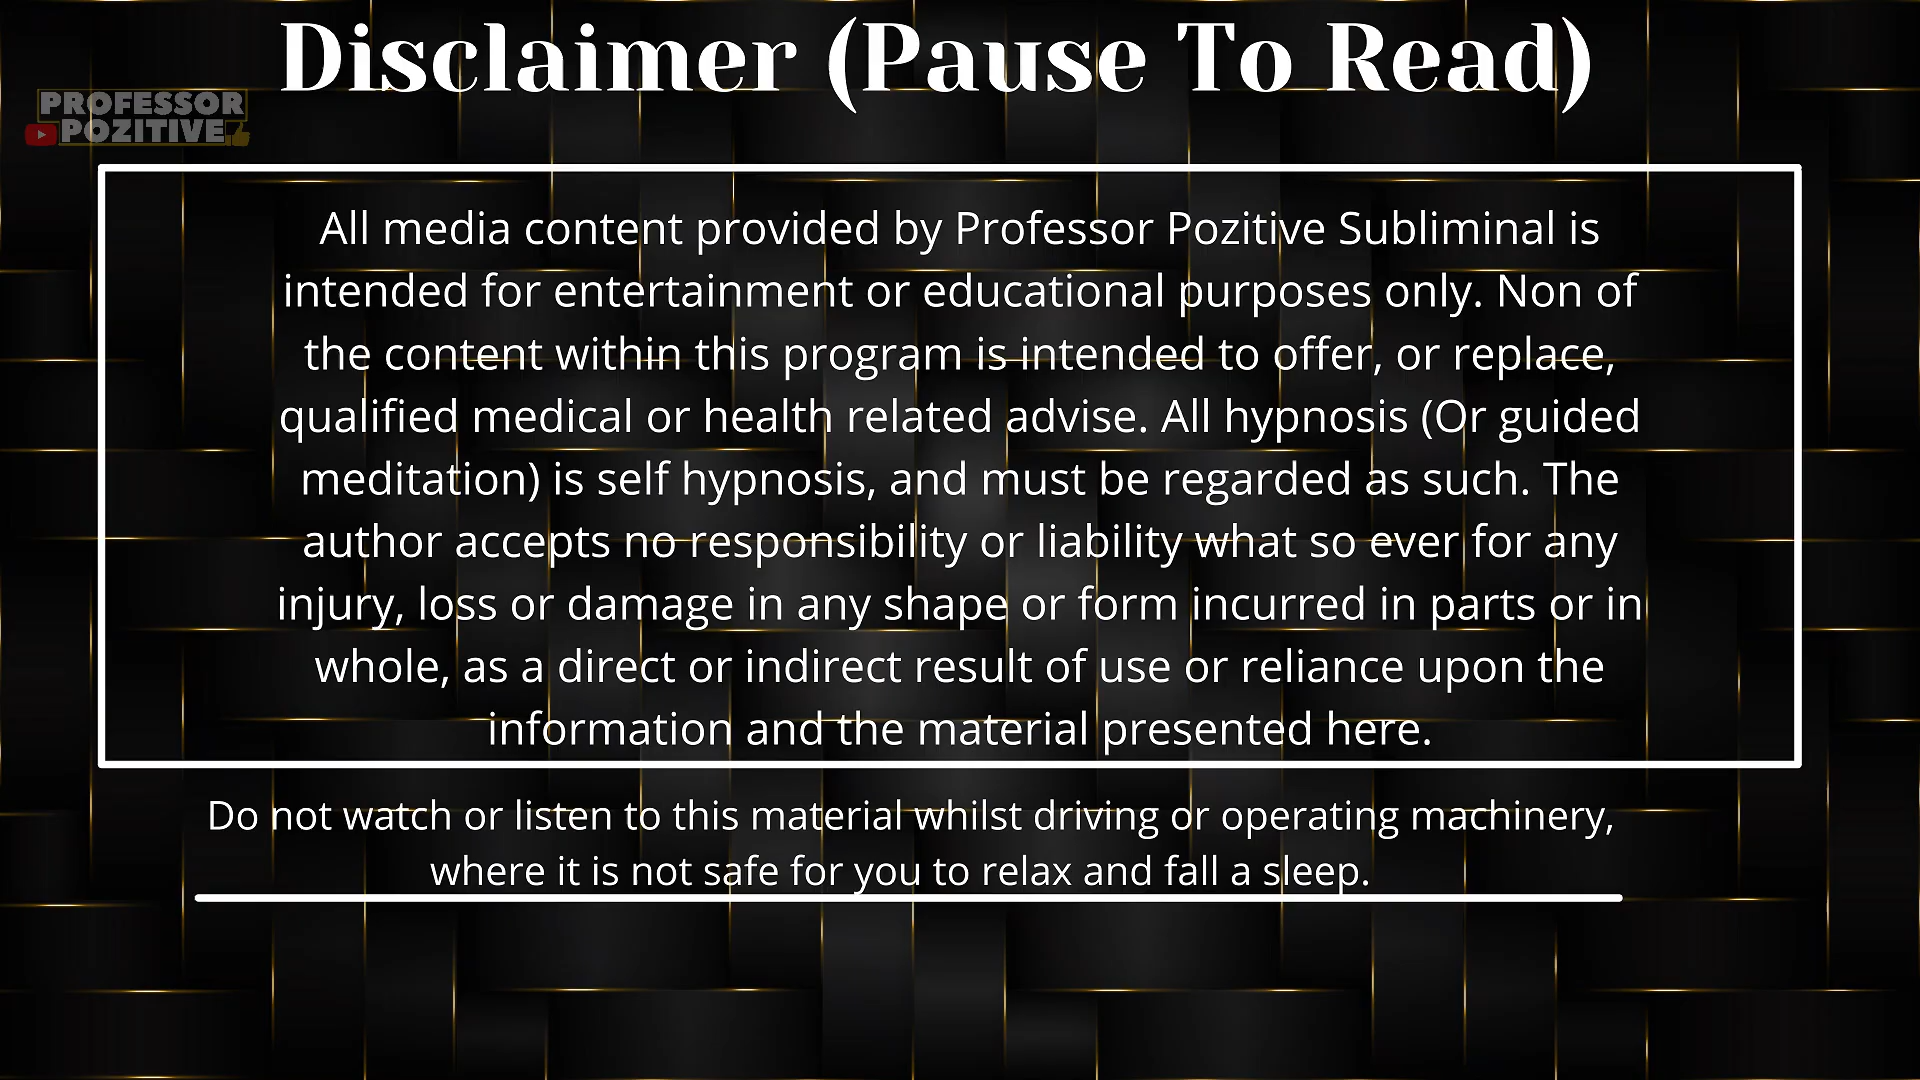 Disclaimer (Pause To Read)
PROFESSOR
POZITIVE
All media content provided by Professor Pozitive Subliminal is
intended for entertainment or educational purposes only. Non of
the content within this program is intended to offer, or replace,
qualified medical or health related advise. All hypnosis (Or guided
meditation) is self hypnosis, and must be regarded as such. The
author accepts no responsibility or liability what so ever for any
injury, loss or damage in any shape or form incurred in parts or in
whole, as a direct or indirect result of use or reliance upon the
information and the material presented here.
Do not watch or listen to this material whilst driving or operating machinery,
where it is not safe for you to relax and fall a sleep.